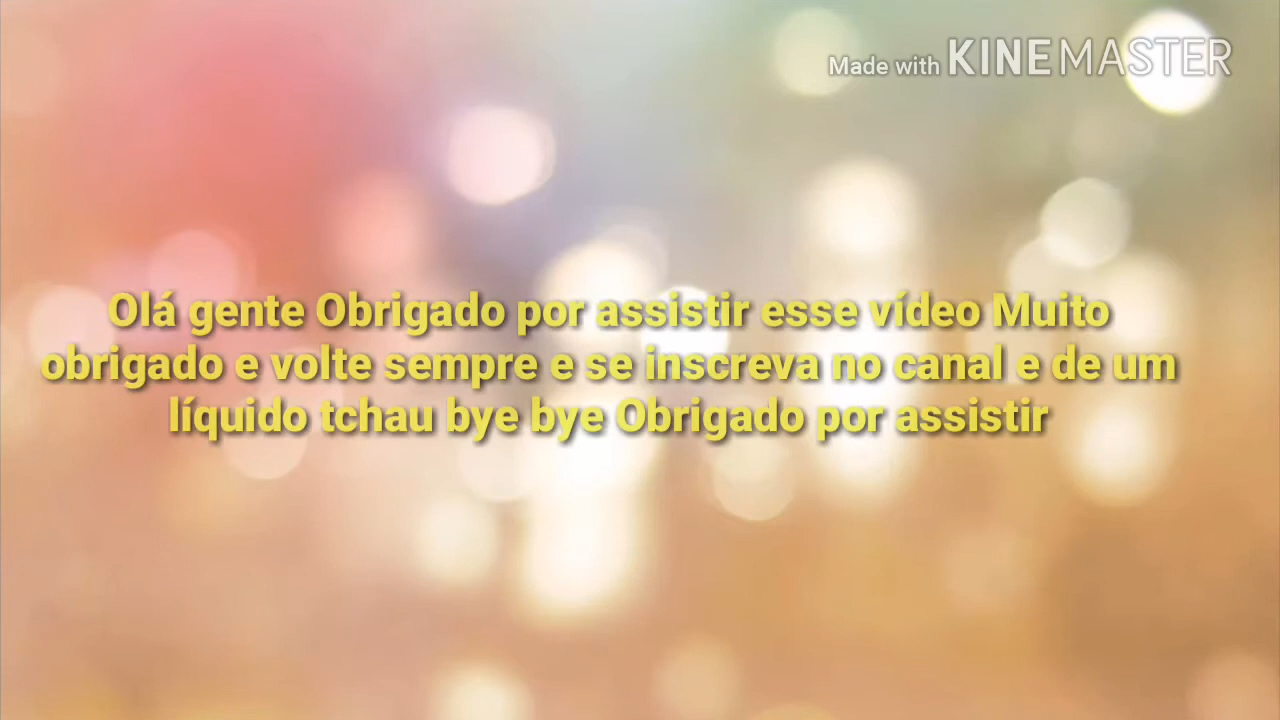 Made with KINEMASTER
Olá gente Obrigado por assistir esse vídeo Muito
obrigado e volte sempre e se inscreva no canal e de um
líquido tchau bye bye Obrigado por assistir